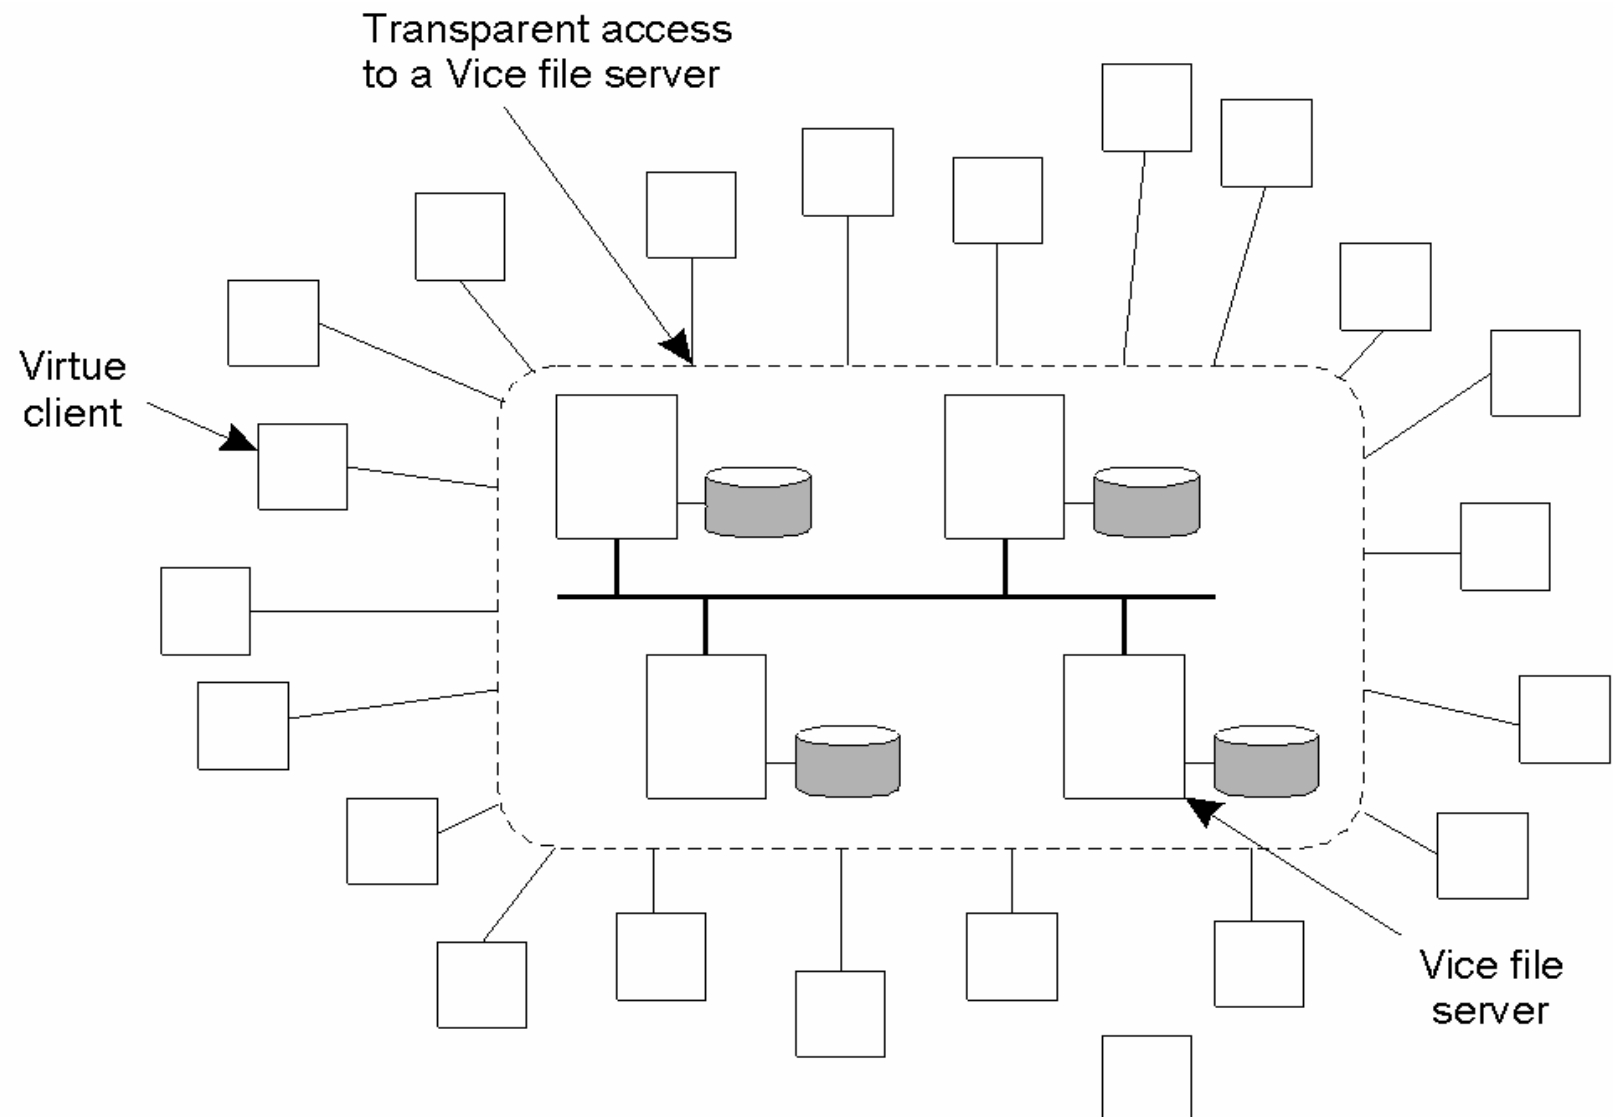 Transparent access
to a Vice file server
Virtue
client
Vice file
server